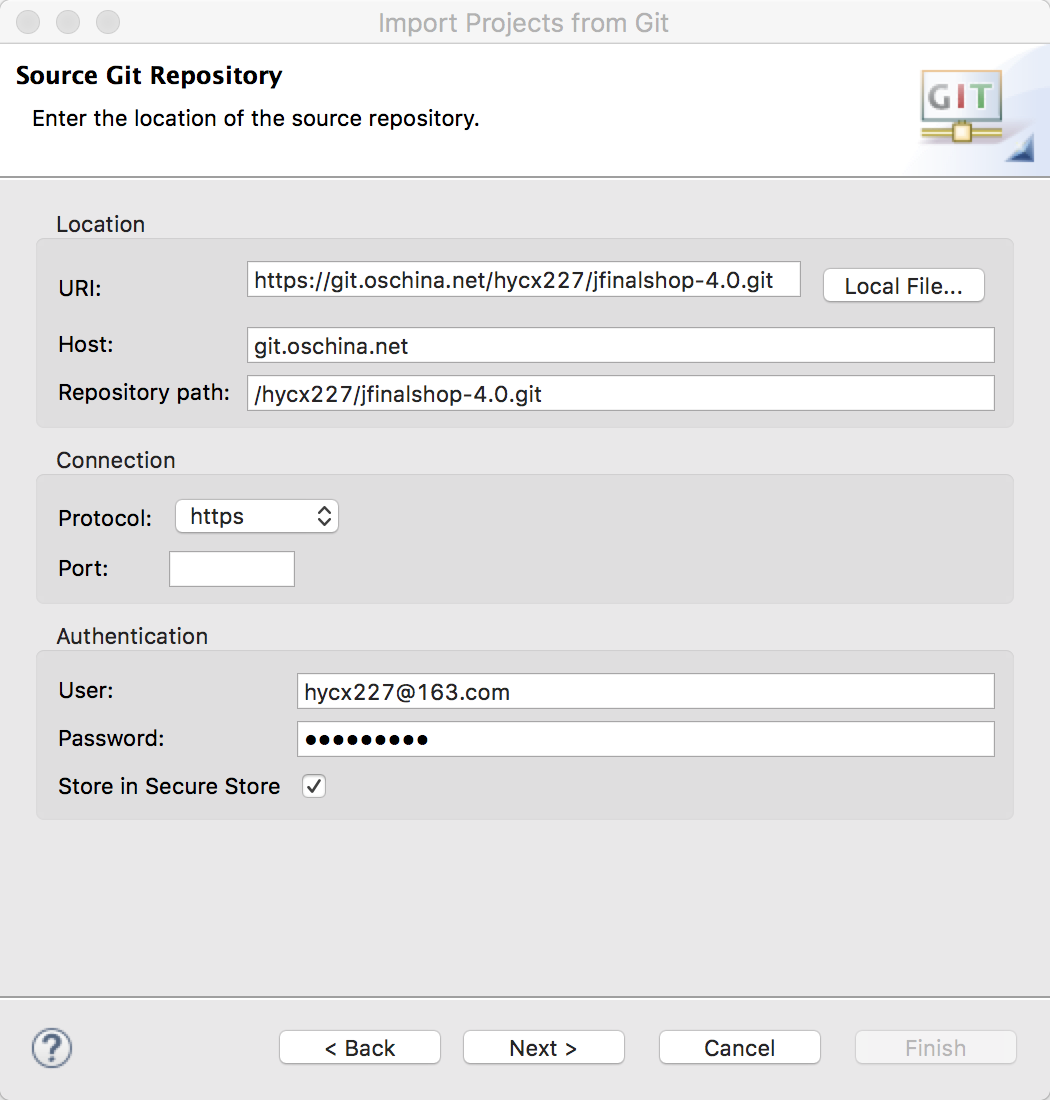 Import Projects from Git
Source Git Repository
Enter the location of the source repository.
GIT
Location
URI: https://git.oschina.net/hycx227/jfinalshop-4.0.git Local File...
Host: git.oschina.net
Repository path: /hycx227/jfinalshop-4.0.git
Connection
Protocol: https
Port:
Authentication
User: hycx227@163.com
Password: •••••••••
Store in Secure Store
? < Back Next > Cancel Finish